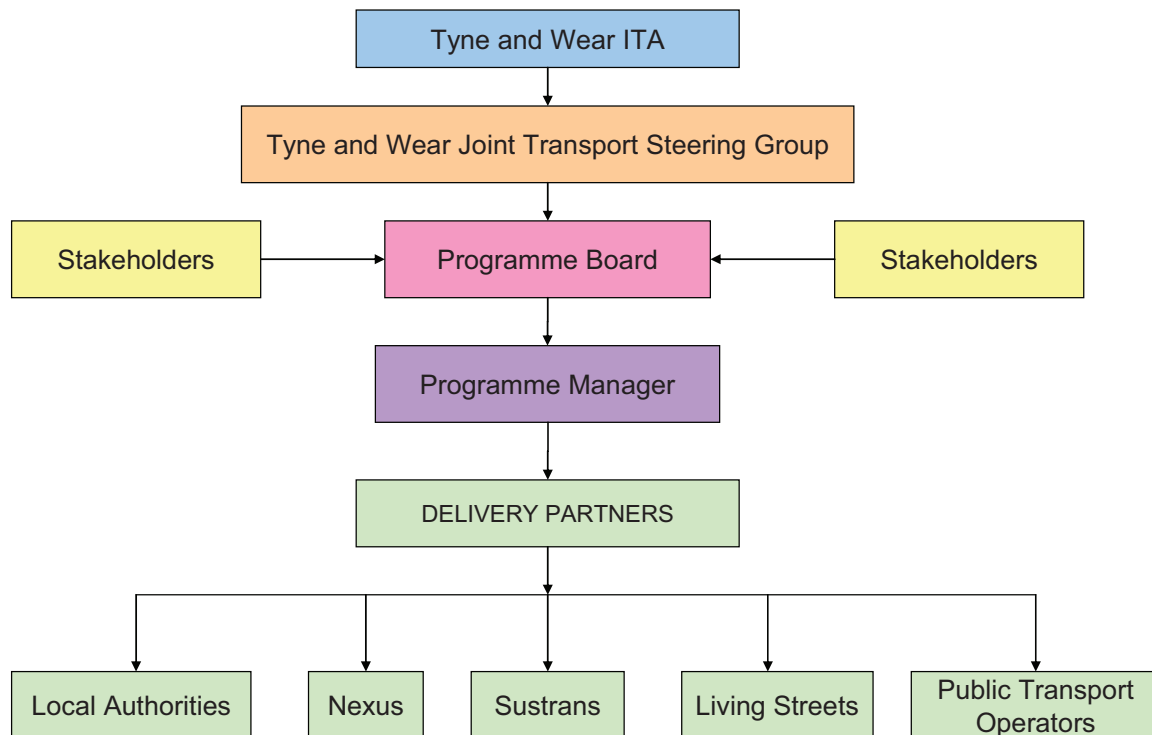 Tyne and Wear ITA
Tyne and Wear Joint Transport Steering Group
Stakeholders
Programme Board
Stakeholders
Programme Manager
DELIVERY PARTNERS
Local Authorities
Nexus
Sustrans
Living Streets
Public Transport
Operators